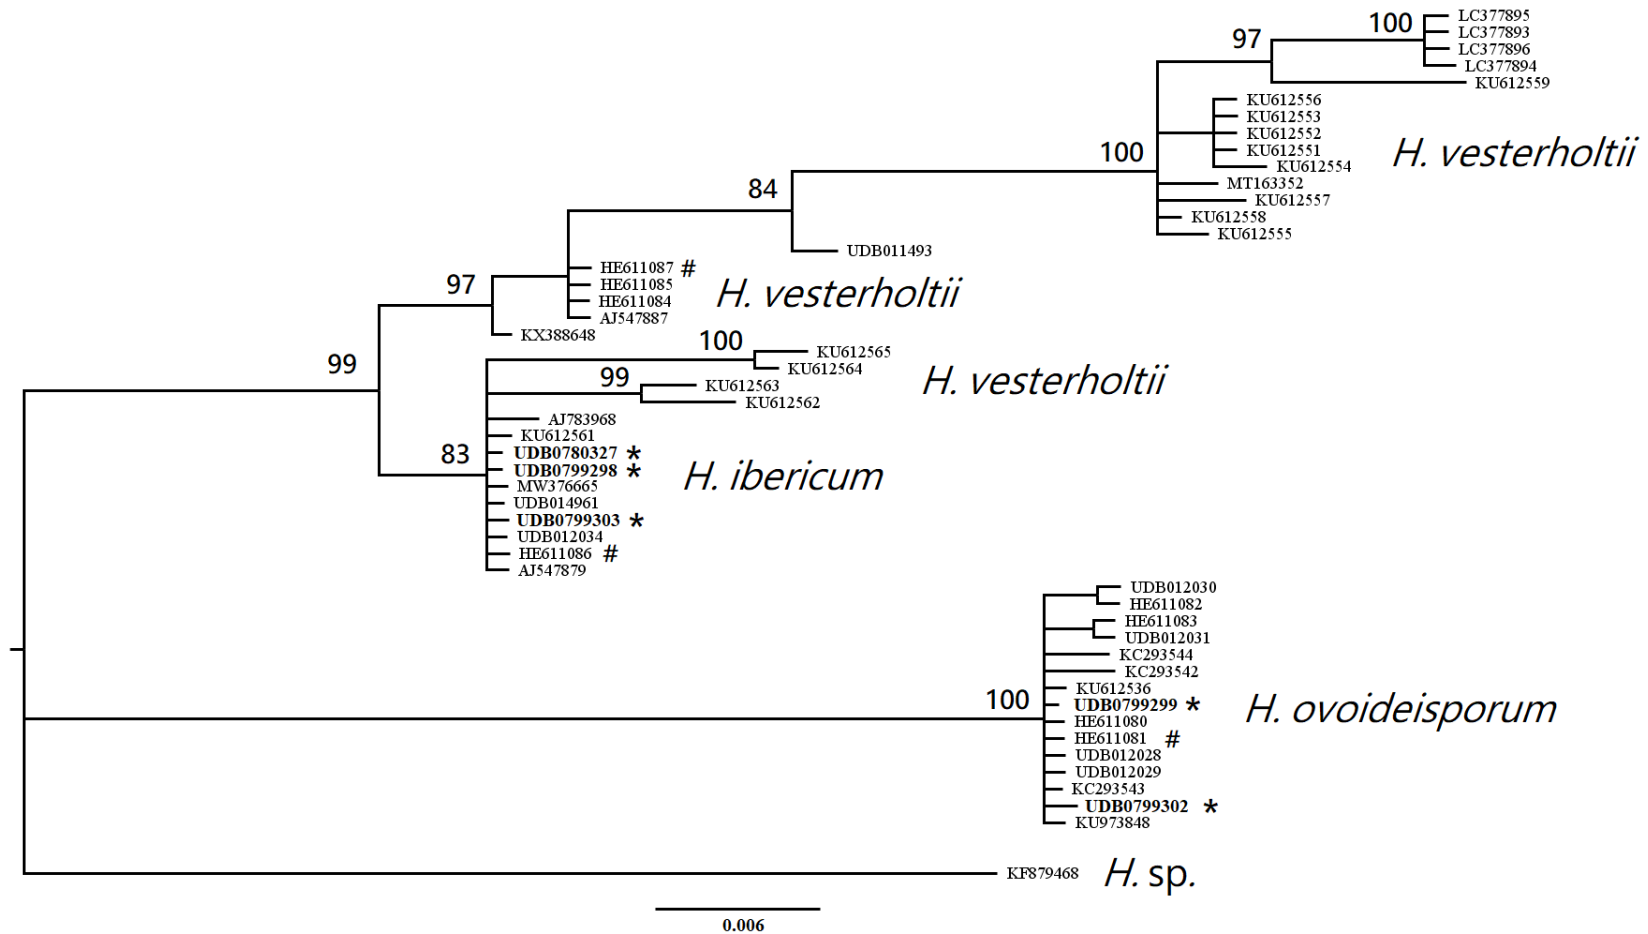 LC377895
100
LC377893
97
LC377896
LC377894
KU612559
KU612556
KU612553
KU612552
KU612551
100
H. vesterholtii
KU612554
MT163352
84
KU612557
KU612558
KU612555
UDB011493
HE611087 #
HE611085
97
H. vesterholtii
HE611084
AJ547887
KX388648
100
KU612565
99
KU612564
99
KU612563
H. vesterholtii
KU612562
AJ783968
KU612561
83
UDB0780327 *
UDB0799298 *
H. ibericum
MW376665
UDB014961
UDB0799303 *
UDB012034
HE611086 #
AJ547879
UDB012030
HE611082
HE611083
UDB012031
KC293544
KC293542
KU612536
100
UDB0799299 *
H. ovoideisporum
HE611080
HE611081 #
UDB012028
UDB012029
KC293543
UDB0799302 *
KU973848
KF879468
H. sp.
0.006